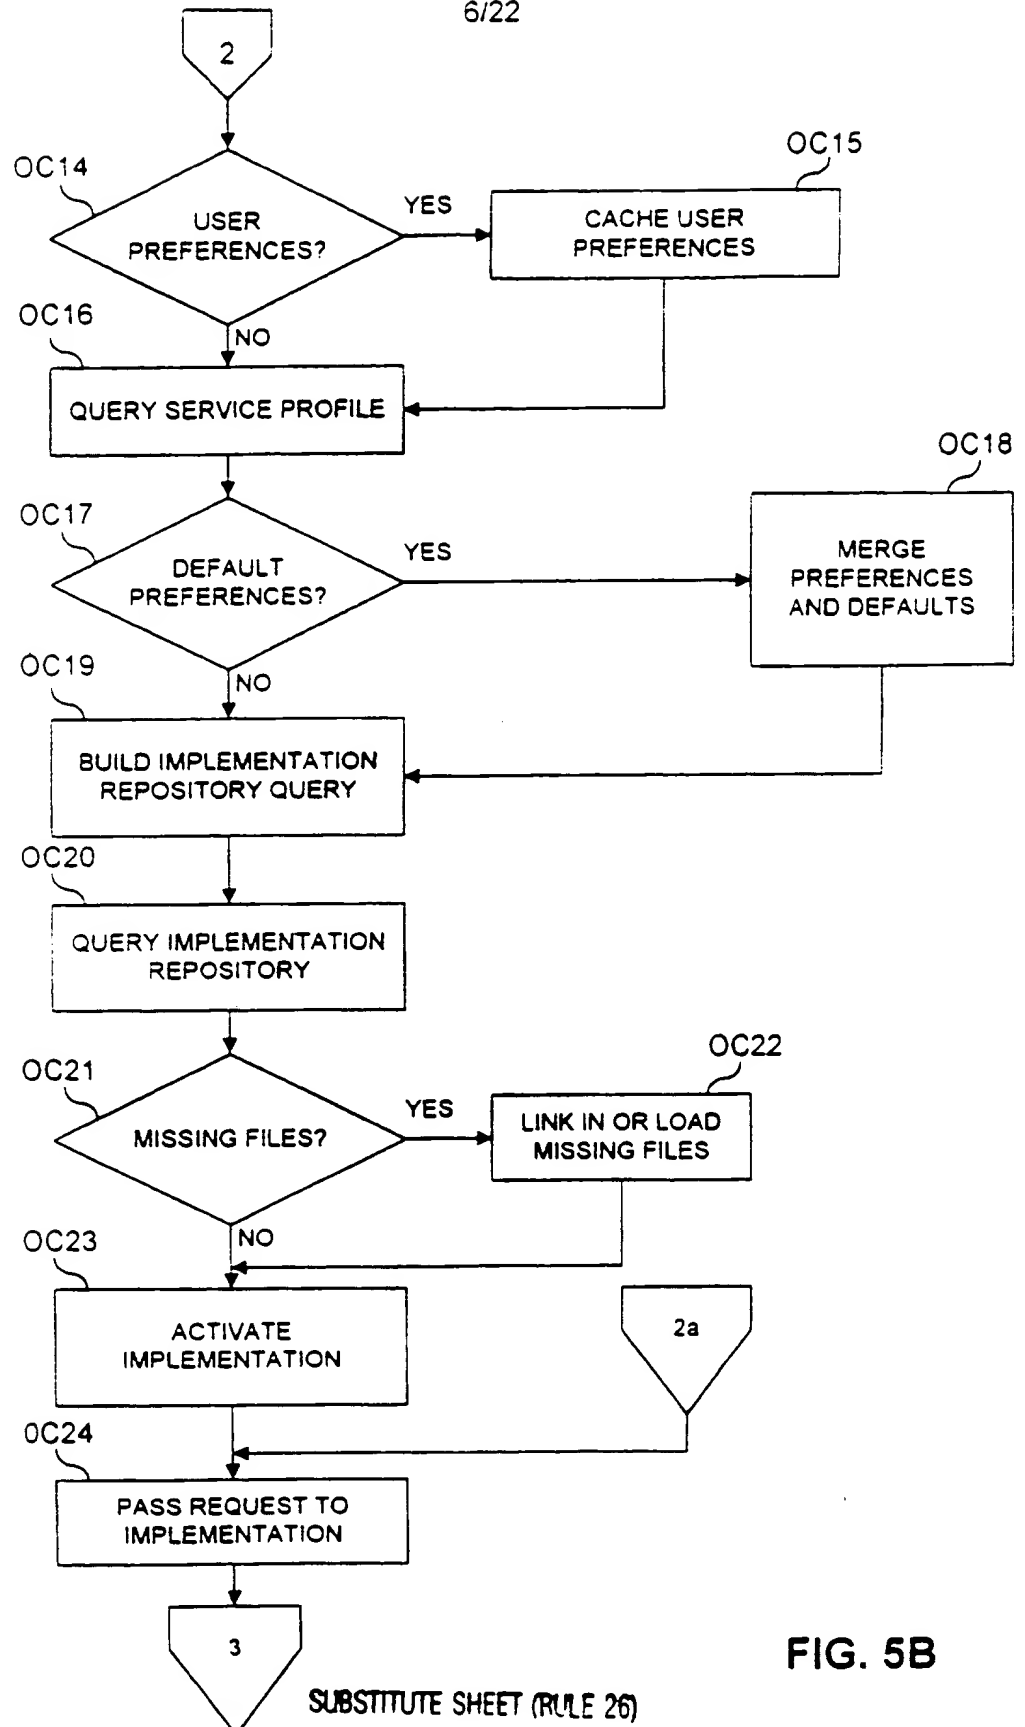 6/22
2
OC14
USER
PREFERENCES?
YES
OC15
CACHE USER
PREFERENCES
NO
OC16
QUERY SERVICE PROFILE
OC17
DEFAULT
PREFERENCES?
YES
OC18
MERGE
PREFERENCES
AND DEFAULTS
NO
OC19
BUILD IMPLEMENTATION
REPOSITORY QUERY
OC20
QUERY IMPLEMENTATION
REPOSITORY
OC21
MISSING FILES?
YES
OC22
LINK IN OR LOAD
MISSING FILES
NO
OC23
ACTIVATE
IMPLEMENTATION
2a
OC24
PASS REQUEST TO
IMPLEMENTATION
3
FIG. 5B
SUBSTITUTE SHEET (RULE 26)